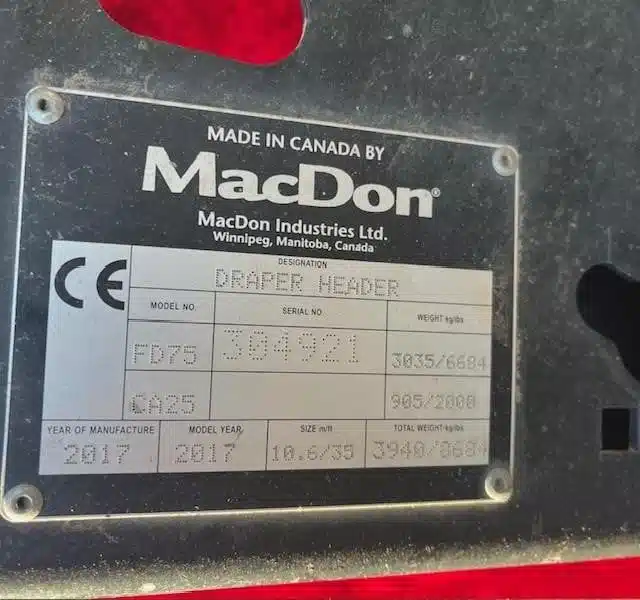 MADE IN CANADA BY
MacDon®
MacDon Industries Ltd.
Winnipeg, Manitoba, Canada
CE
DESIGNATION
DRAPER HEADER
MODEL NO. SERIAL NO WEIGHT kg/lbs
FD75 304921 3035/6684
CA25 905/2000
YEAR OF MANUFACTURE MODEL YEAR SIZE m/ft TOTAL WEIGHT kg/lbs
2017 2017 10.6/35 3940/8684